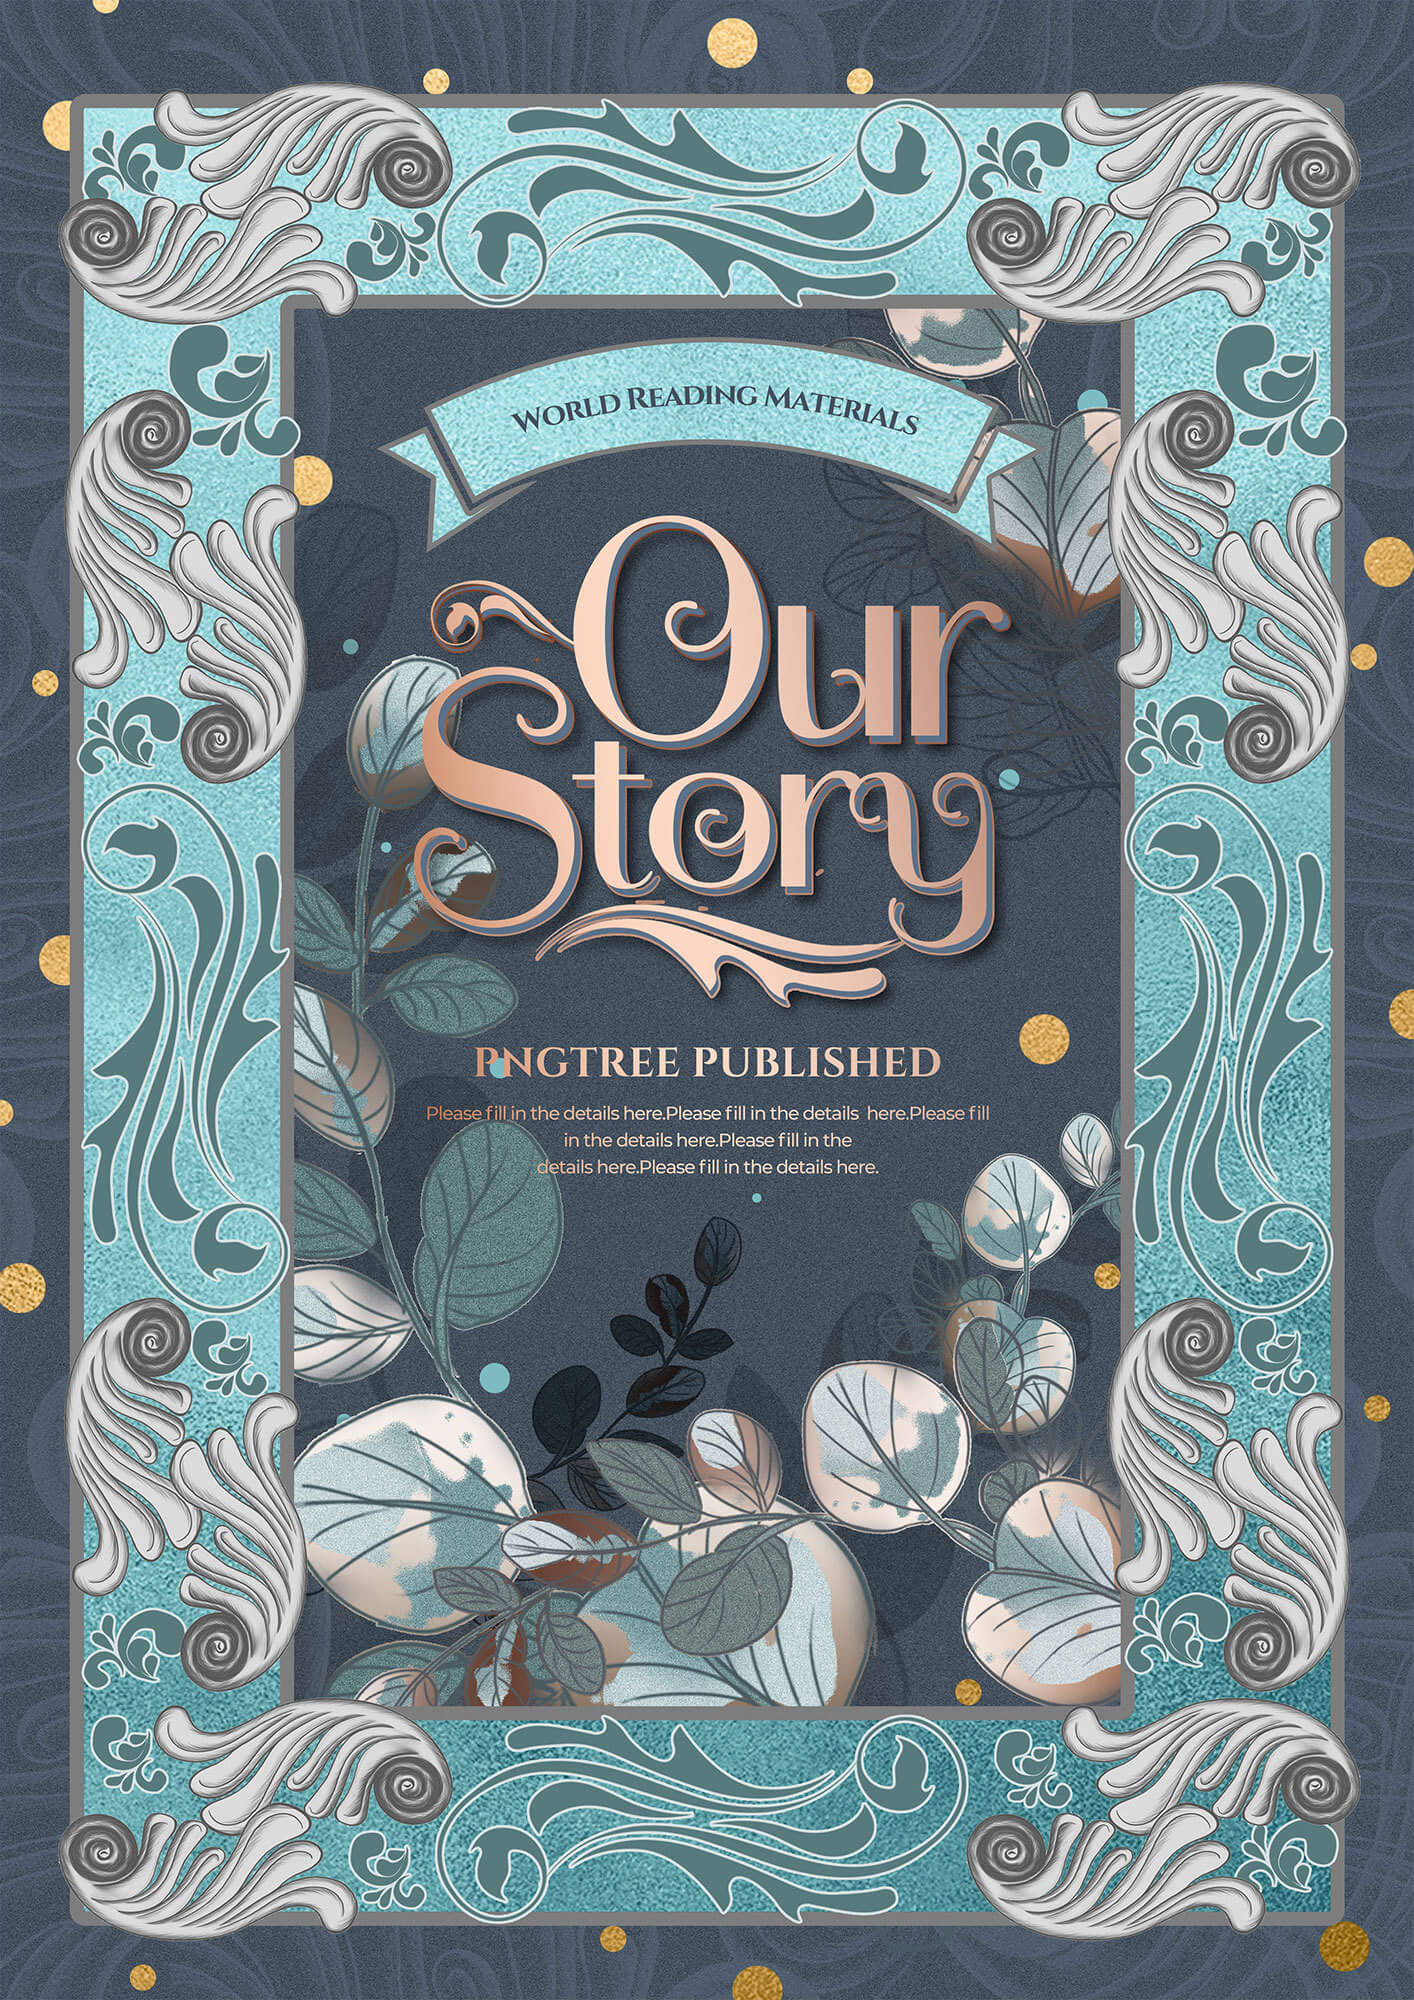 World Reading Materials
Our
Story
PNGTREE PUBLISHED
Please fill in the details here.Please fill in the details here.Please fill
in the details here.Please fill in the
details here.Please fill in the details here.